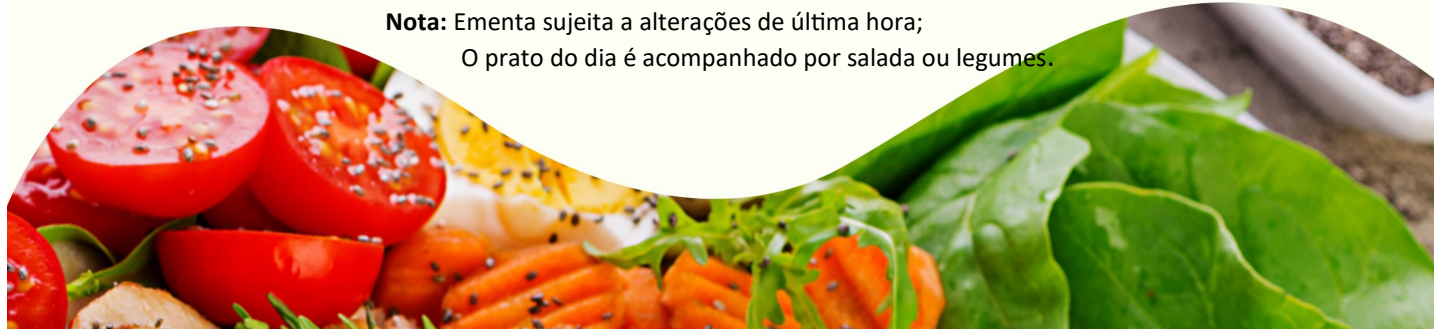 Nota: Ementa sujeita a alterações de última hora;
O prato do dia é acompanhado por salada ou legumes.